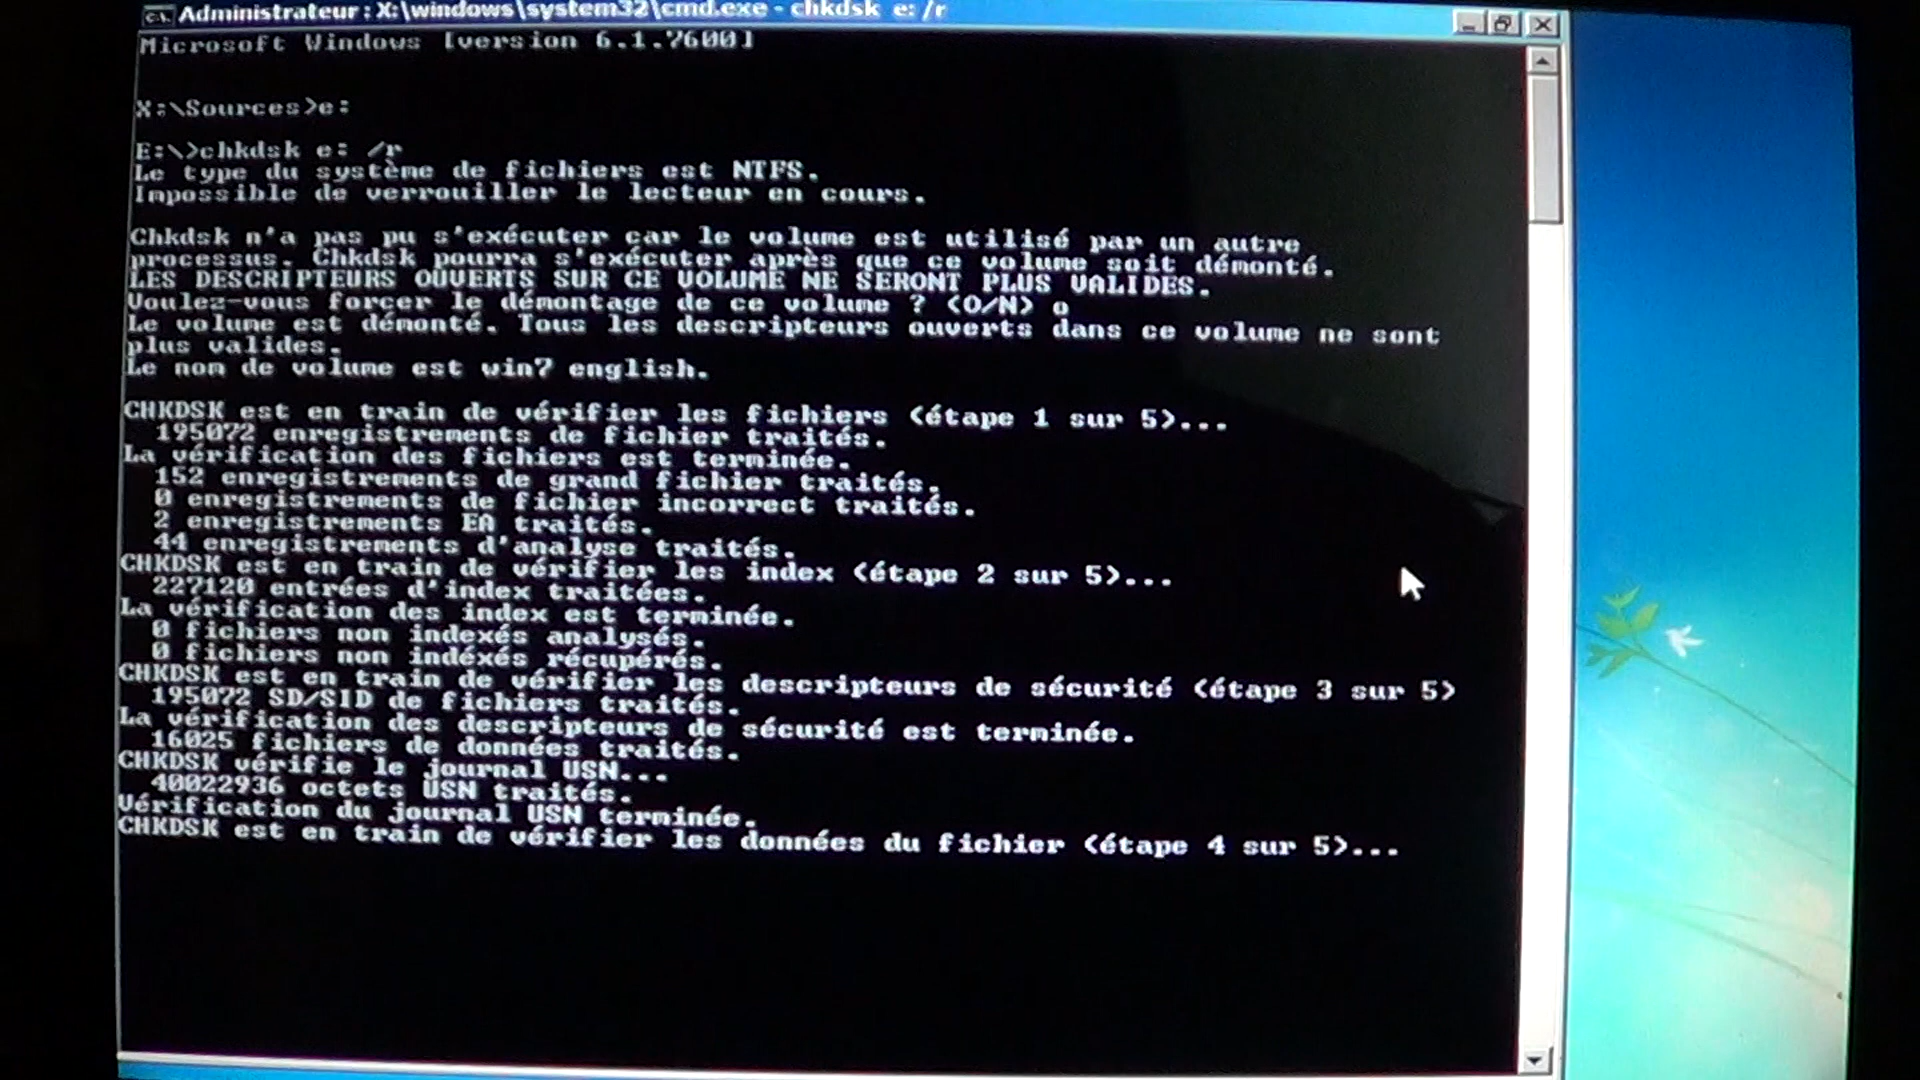 Administrateur : X:\windows\system32\cmd.exe - chkdsk e: /r
Microsoft Windows [version 6.1.7600]
X:\Sources>e:
E:\>chkdsk e: /r
Le type du système de fichiers est NTFS.
Impossible de verrouiller le lecteur en cours.
Chkdsk n'a pas pu s'exécuter car le volume est utilisé par un autre
processus. Chkdsk pourra s'exécuter après que ce volume soit démonté.
LES DESCRIPTEURS OUVERTS SUR CE VOLUME NE SERONT PLUS VALIDES.
Voulez-vous forcer le démontage de ce volume ? (O/N) o
Le volume est démonté. Tous les descripteurs ouverts dans ce volume ne sont
plus valides.
Le nom de volume est win7 english.
CHKDSK est en train de vérifier les fichiers (étape 1 sur 5)...
195072 enregistrements de fichier traités.
La vérification des fichiers est terminée.
152 enregistrements de grand fichier traités.
0 enregistrements de fichier incorrect traités.
2 enregistrements EA traités.
44 enregistrements d'analyse traités.
CHKDSK est en train de vérifier les index (étape 2 sur 5)...
227120 entrées d'index traitées.
La vérification des index est terminée.
0 fichiers non indexés analysés.
0 fichiers non indéxés récupérés.
CHKDSK est en train de vérifier les descripteurs de sécurité (étape 3 sur 5)
195072 SD/SID de fichiers traités.
La vérification des descripteurs de sécurité est terminée.
16025 fichiers de données traités.
CHKDSK vérifie le journal USN...
40022936 octets USN traités.
Vérification du journal USN terminée.
CHKDSK est en train de vérifier les données du fichier (étape 4 sur 5)...